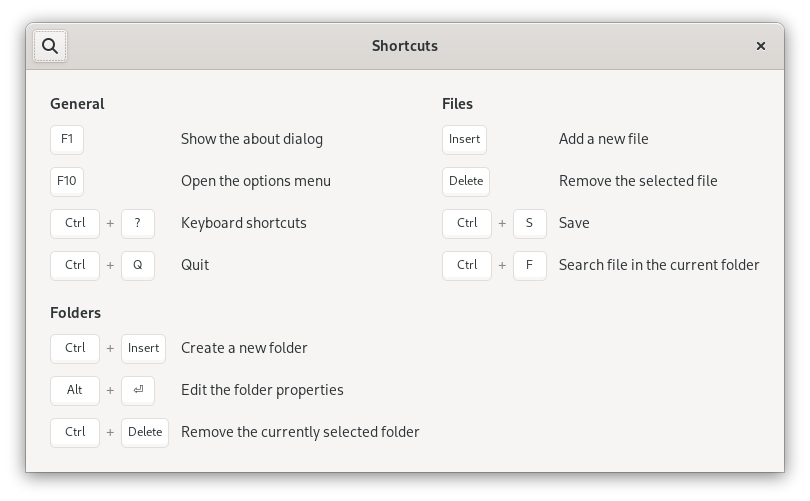 Shortcuts
General
F1 Show the about dialog
F10 Open the options menu
Ctrl + ? Keyboard shortcuts
Ctrl + Q Quit
Folders
Ctrl + Insert Create a new folder
Alt + ⏎ Edit the folder properties
Ctrl + Delete Remove the currently selected folder
Files
Insert Add a new file
Delete Remove the selected file
Ctrl + S Save
Ctrl + F Search file in the current folder